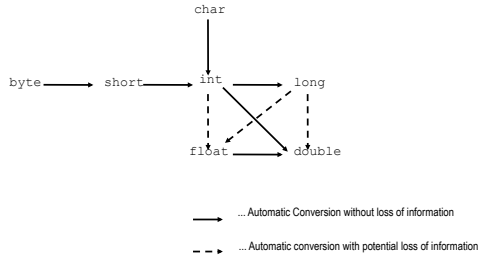 char
byte short int long
float double
... Automatic Conversion without loss of information
... Automatic conversion with potential loss of information